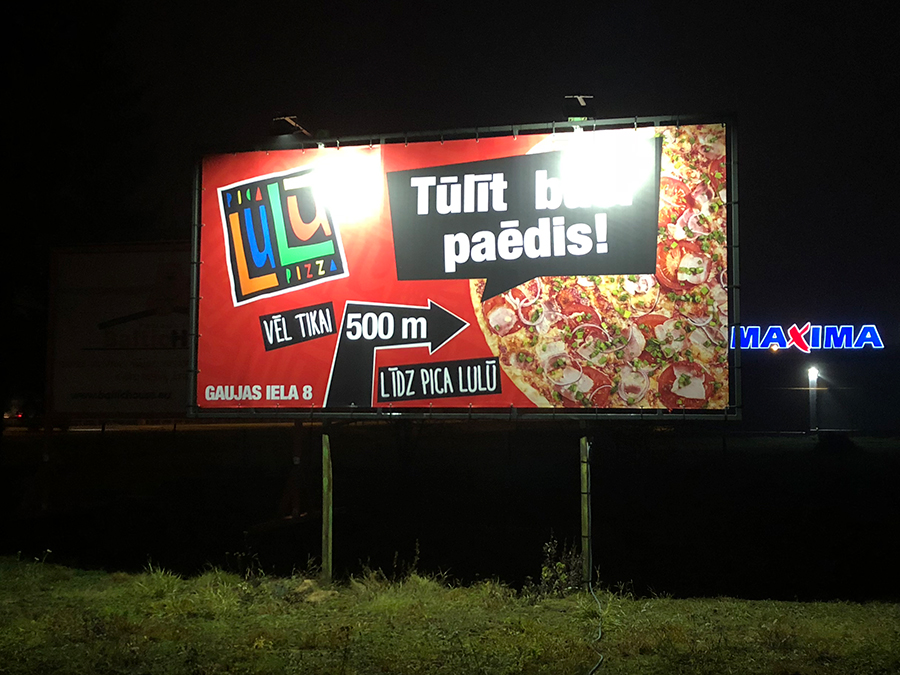 PICA
LULŪ
PIZZA
Tūlīt
paēdis!
VĒL TIKAI
500 m
LĪDZ PICA LULŪ
GAUJAS IELA 8
MAXIMA